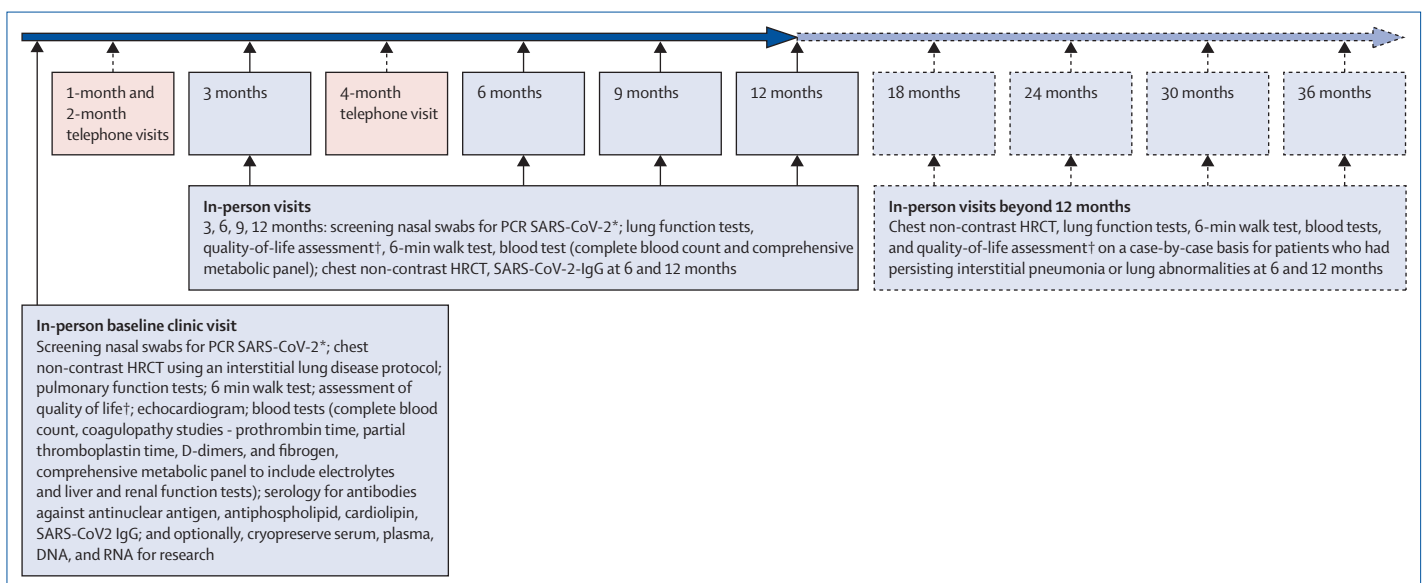 1-month and
2-month
telephone visits
3 months
4-month
telephone visit
6 months
9 months
12 months
18 months
24 months
30 months
36 months
In-person visits
3, 6, 9, 12 months: screening nasal swabs for PCR SARS-CoV-2*; lung function tests,
quality-of-life assessment†, 6-min walk test, blood test (complete blood count and comprehensive
metabolic panel); chest non-contrast HRCT, SARS-CoV-2-IgG at 6 and 12 months
In-person visits beyond 12 months
Chest non-contrast HRCT, lung function tests, 6-min walk test, blood tests,
and quality-of-life assessment† on a case-by-case basis for patients who had
persisting interstitial pneumonia or lung abnormalities at 6 and 12 months
In-person baseline clinic visit
Screening nasal swabs for PCR SARS-CoV-2*; chest
non-contrast HRCT using an interstitial lung disease protocol;
pulmonary function tests; 6 min walk test; assessment of
quality of life†; echocardiogram; blood tests (complete blood
count, coagulopathy studies - prothrombin time, partial
thromboplastin time, D-dimers, and fibrogen,
comprehensive metabolic panel to include electrolytes
and liver and renal function tests); serology for antibodies
against antinuclear antigen, antiphospholipid, cardiolipin,
SARS-CoV2 IgG; and optionally, cryopreserve serum, plasma,
DNA, and RNA for research